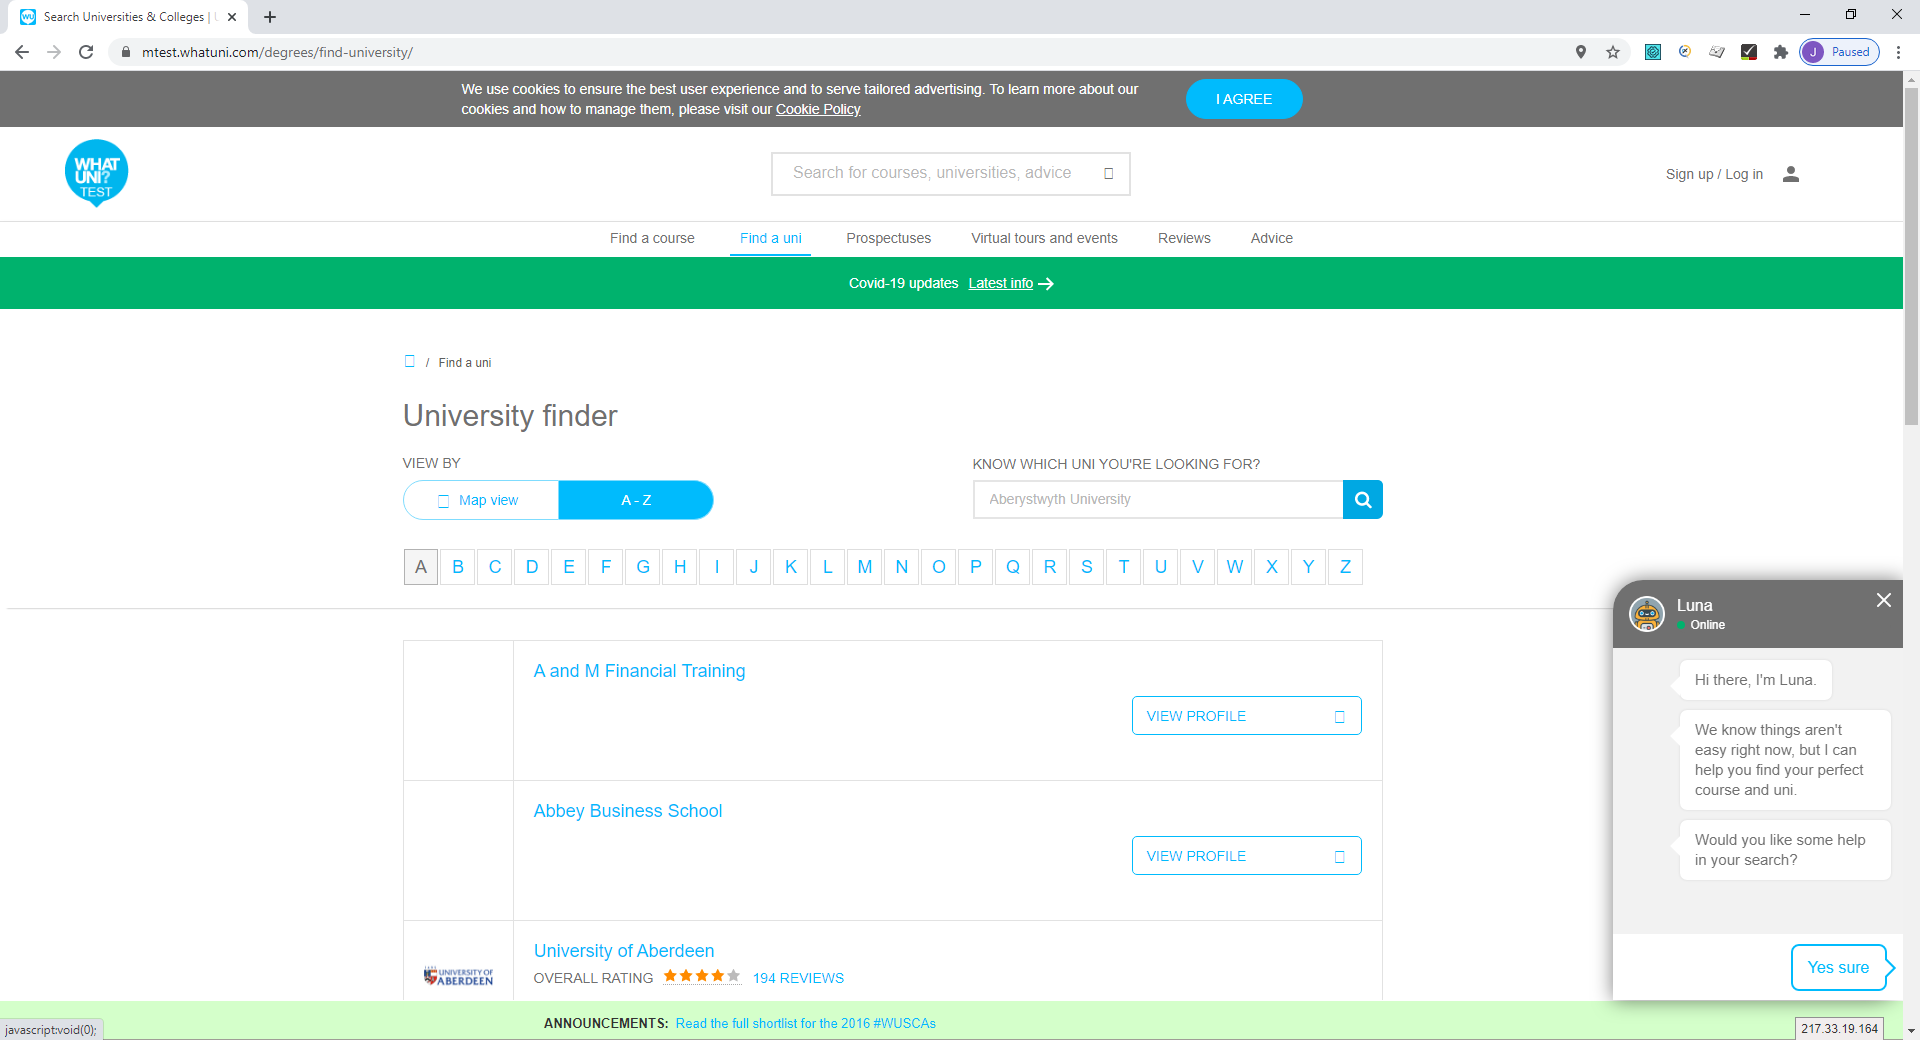 Search Universities & Colleges |
mtest.whatuni.com/degrees/find-university/
J Paused
We use cookies to ensure the best user experience and to serve tailored advertising. To learn more about our
cookies and how to manage them, please visit our Cookie Policy
I AGREE
WHAT
UNI?
TEST
Search for courses, universities, advice
Sign up / Log in
Find a course
Find a uni
Prospectuses
Virtual tours and events
Reviews
Advice
Covid-19 updates Latest info
/ Find a uni
University finder
VIEW BY
Map view
A - Z
KNOW WHICH UNI YOU'RE LOOKING FOR?
Aberystwyth University
A B C D E F G H I J K L M N O P Q R S T U V W X Y Z
A and M Financial Training
VIEW PROFILE
Abbey Business School
VIEW PROFILE
UNIVERSITY OF
ABERDEEN
University of Aberdeen
OVERALL RATING
194 REVIEWS
Luna
Online
Hi there, I'm Luna.
We know things aren't
easy right now, but I can
help you find your perfect
course and uni.
Would you like some help
in your search?
Yes sure
ANNOUNCEMENTS: Read the full shortlist for the 2016 #WUSCAs
javascript:void(0);
217.33.19.164